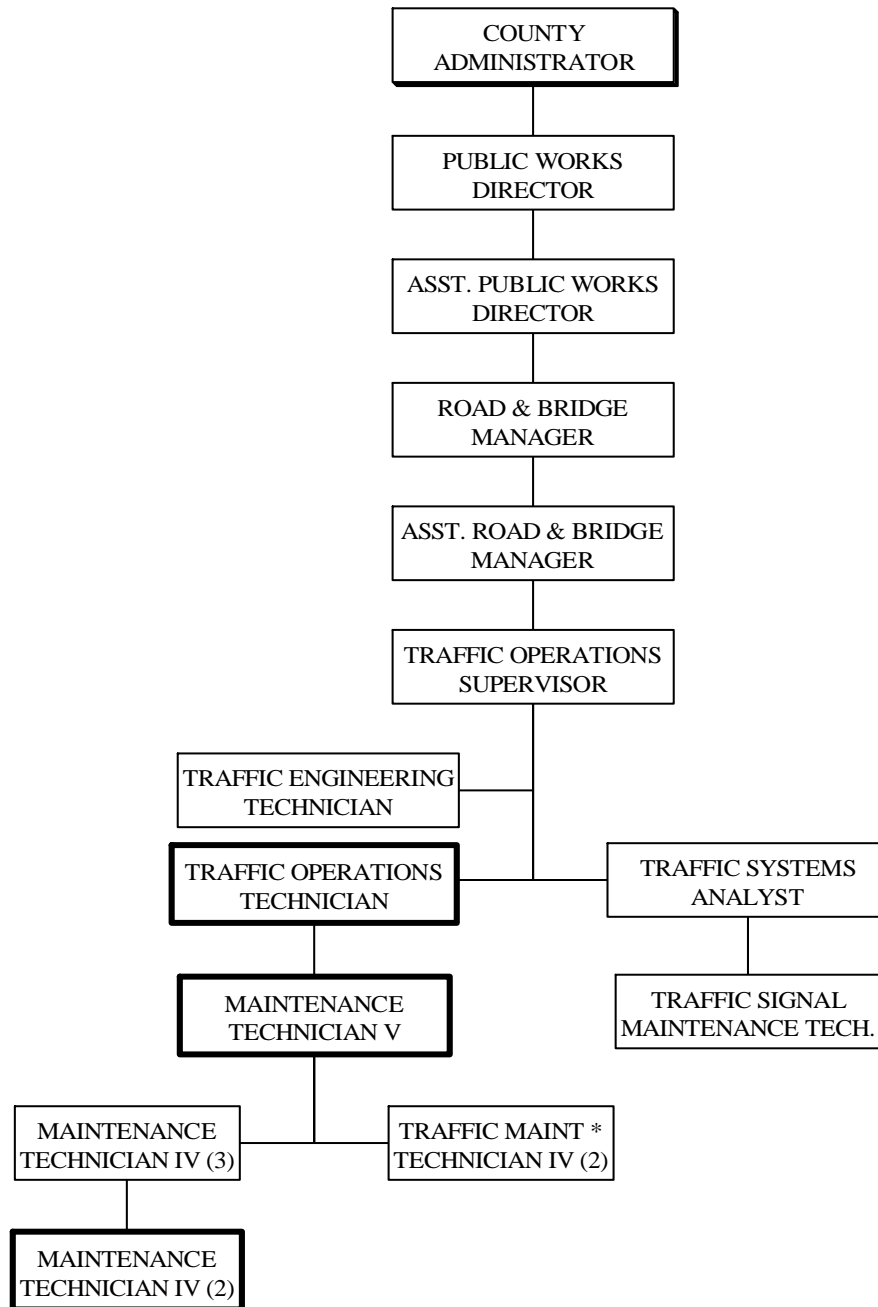 COUNTY
ADMINISTRATOR
PUBLIC WORKS
DIRECTOR
ASST. PUBLIC WORKS
DIRECTOR
ROAD & BRIDGE
MANAGER
ASST. ROAD & BRIDGE
MANAGER
TRAFFIC OPERATIONS
SUPERVISOR
TRAFFIC ENGINEERING
TECHNICIAN
TRAFFIC OPERATIONS
TECHNICIAN
TRAFFIC SYSTEMS
ANALYST
MAINTENANCE
TECHNICIAN V
TRAFFIC SIGNAL
MAINTENANCE TECH.
MAINTENANCE
TECHNICIAN IV (3)
TRAFFIC MAINT *
TECHNICIAN IV (2)
MAINTENANCE
TECHNICIAN IV (2)